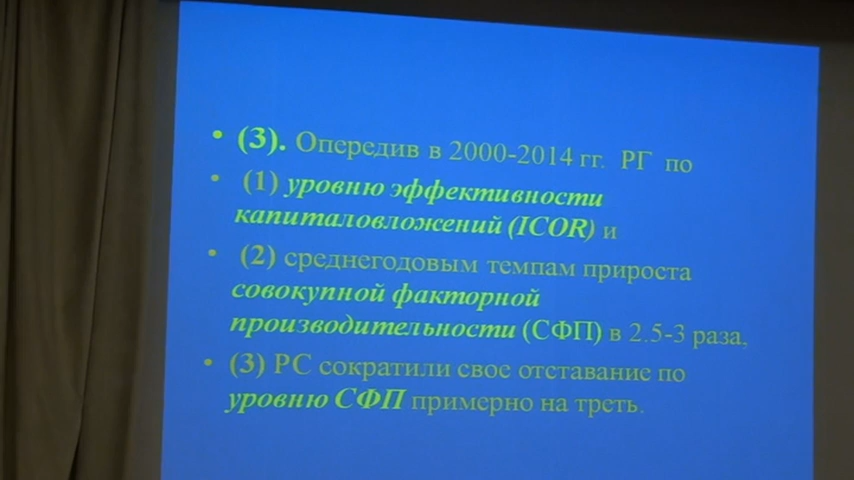 • (3). Опередив в 2000-2014 гг. РГ по
• (1) уровню эффективности
капиталовложений (ICOR) и
• (2) среднегодовым темпам прироста
совокупной факторной
производительности (СФП) в 2.5-3 раза,
• (3) РС сократили свое отставание по
уровню СФП примерно на треть.